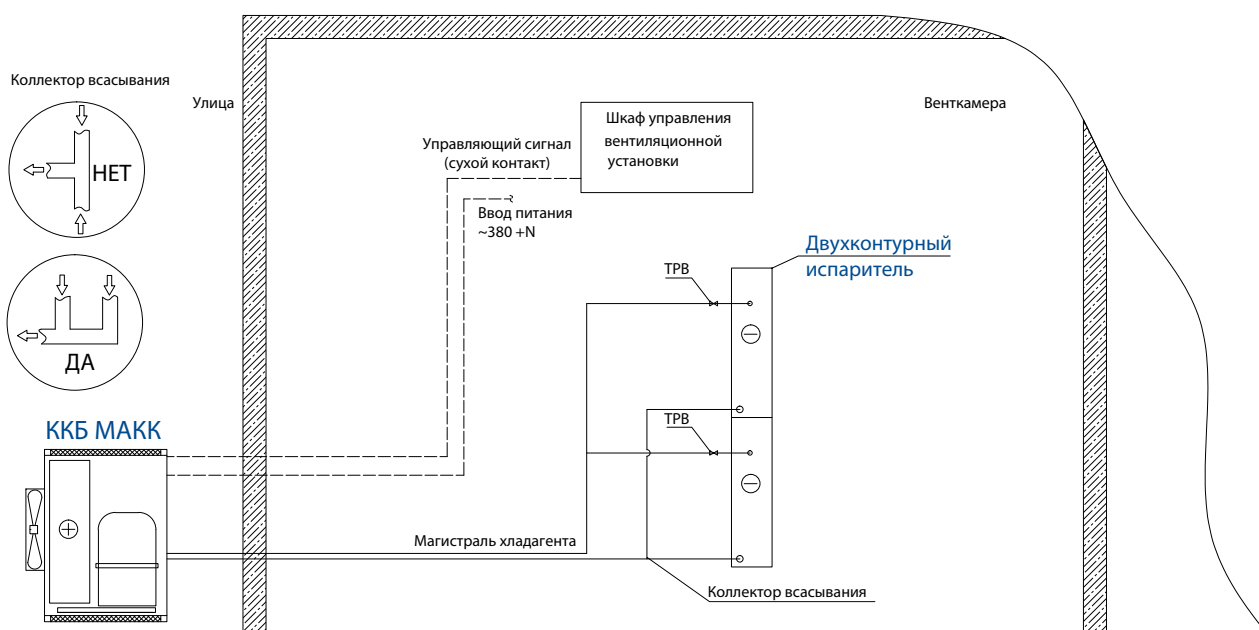 Коллектор всасывания
НЕТ
ДА
ККБ МАКК
Улица
Венткамера
Управляющий сигнал
(сухой контакт)
Шкаф управления
вентиляционной
установки
Ввод питания
~380 +N
Двухконтурный
испаритель
ТРВ
ТРВ
Магистраль хладагента
Коллектор всасывания